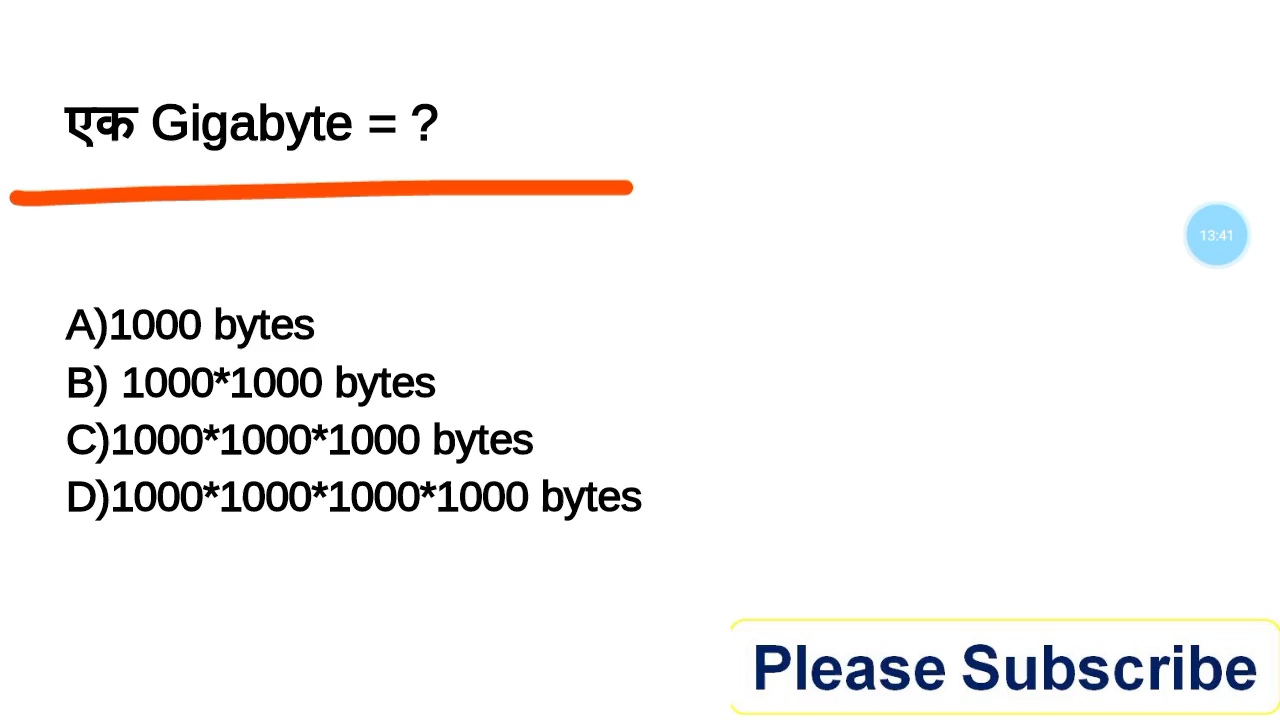 एक Gigabyte = ?
13:41
A)1000 bytes
B) 1000*1000 bytes
C)1000*1000*1000 bytes
D)1000*1000*1000*1000 bytes
Please Subscribe